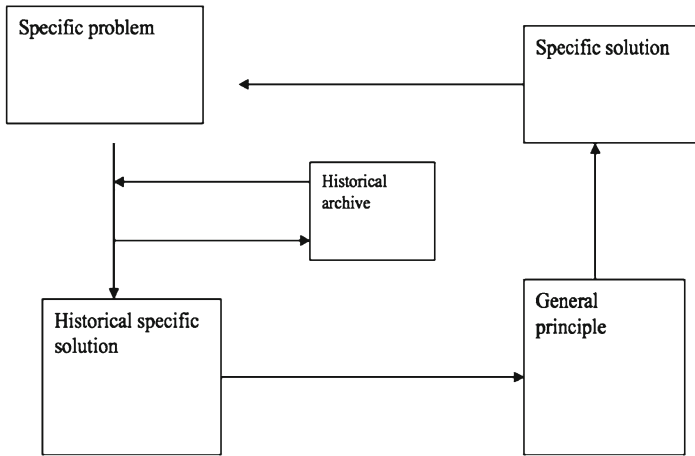 Specific problem
Specific solution
Historical
archive
Historical specific
solution
General
principle